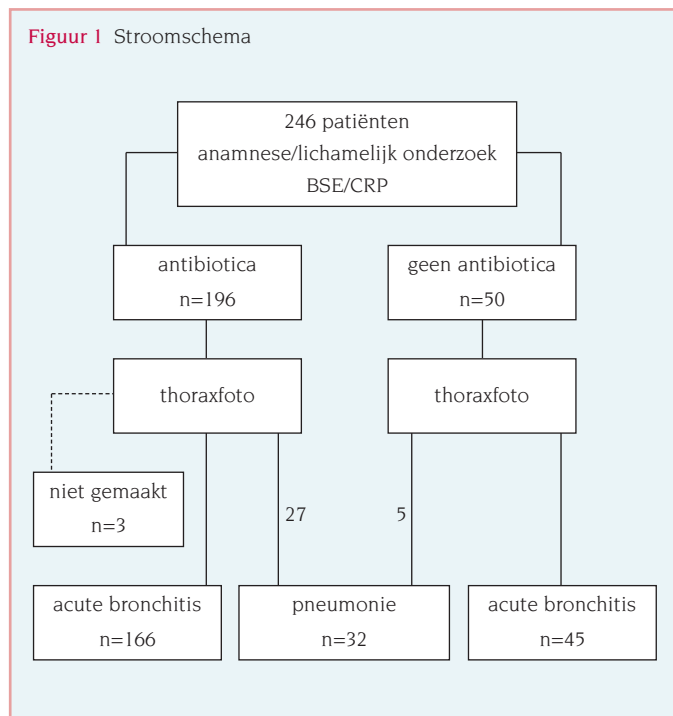 Figuur 1 Stroomschema
246 patiënten
anamnese/lichamelijk onderzoek
BSE/CRP
antibiotica
n=196
geen antibiotica
n=50
thoraxfoto
thoraxfoto
niet gemaakt
n=3
27
5
acute bronchitis
n=166
pneumonie
n=32
acute bronchitis
n=45